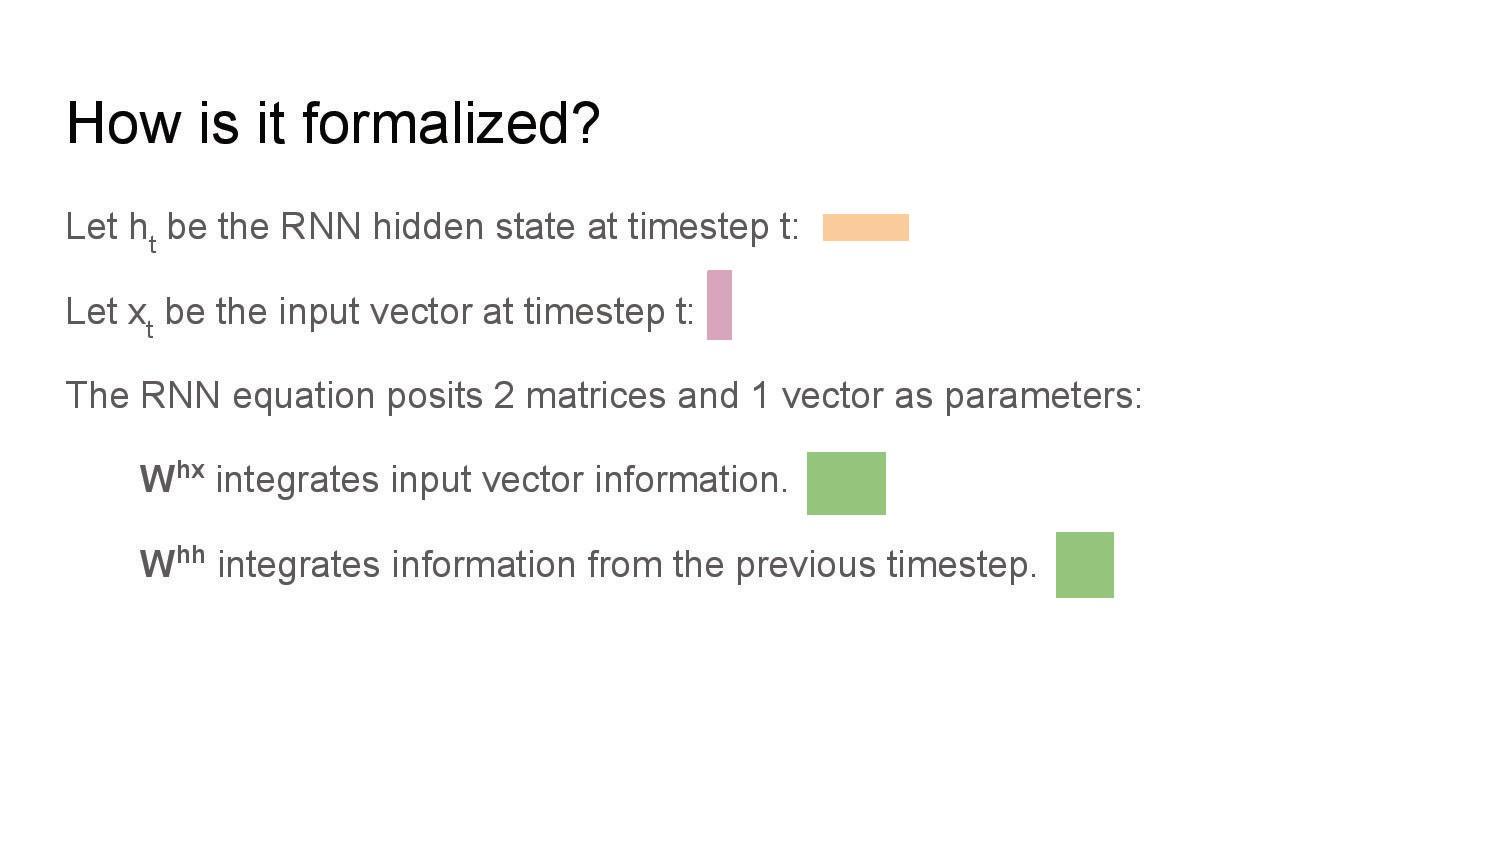 How is it formalized?
Let hₜ be the RNN hidden state at timestep t:
Let xₜ be the input vector at timestep t:
The RNN equation posits 2 matrices and 1 vector as parameters:
Wʰˣ integrates input vector information.
Wʰʰ integrates information from the previous timestep.